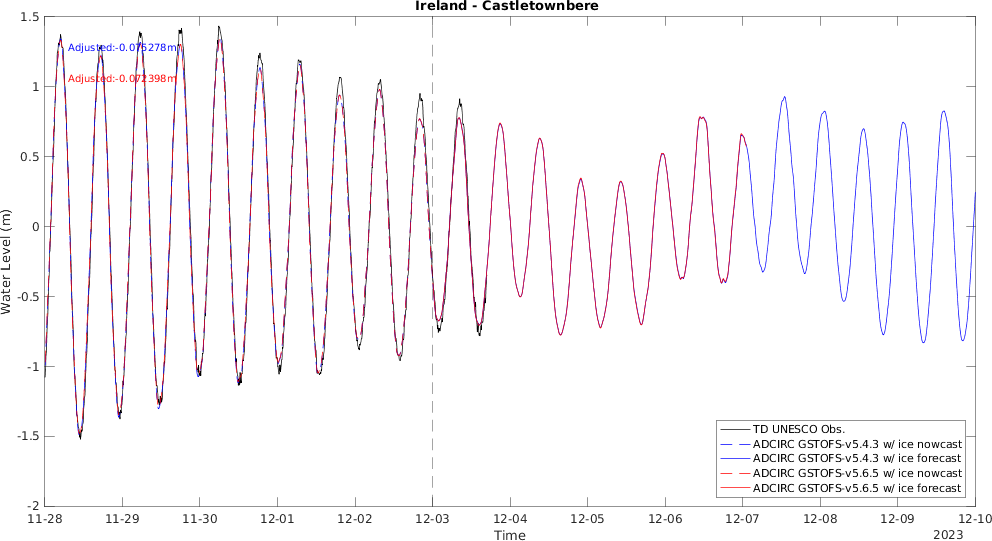 Ireland - Castletownbere
1.5
Adjusted:-0.075278m
Adjusted:-0.072398m
1
0.5
0
-0.5
-1
-1.5
-2
Water Level (m)
TD UNESCO Obs.
ADCIRC GSTOFS-v5.4.3 w/ ice nowcast
ADCIRC GSTOFS-v5.4.3 w/ ice forecast
ADCIRC GSTOFS-v5.6.5 w/ ice nowcast
ADCIRC GSTOFS-v5.6.5 w/ ice forecast
11-28 11-29 11-30 12-01 12-02 12-03 12-04 12-05 12-06 12-07 12-08 12-09 12-10
Time
2023